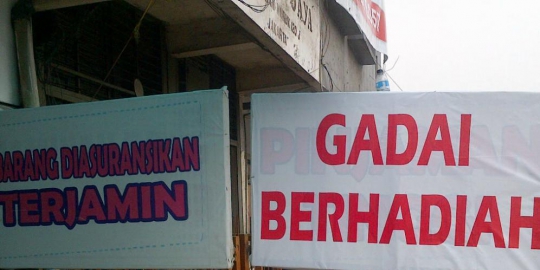 BARANG DIASURANSIKAN
TERJAMIN
GADAI
BERHADIAH